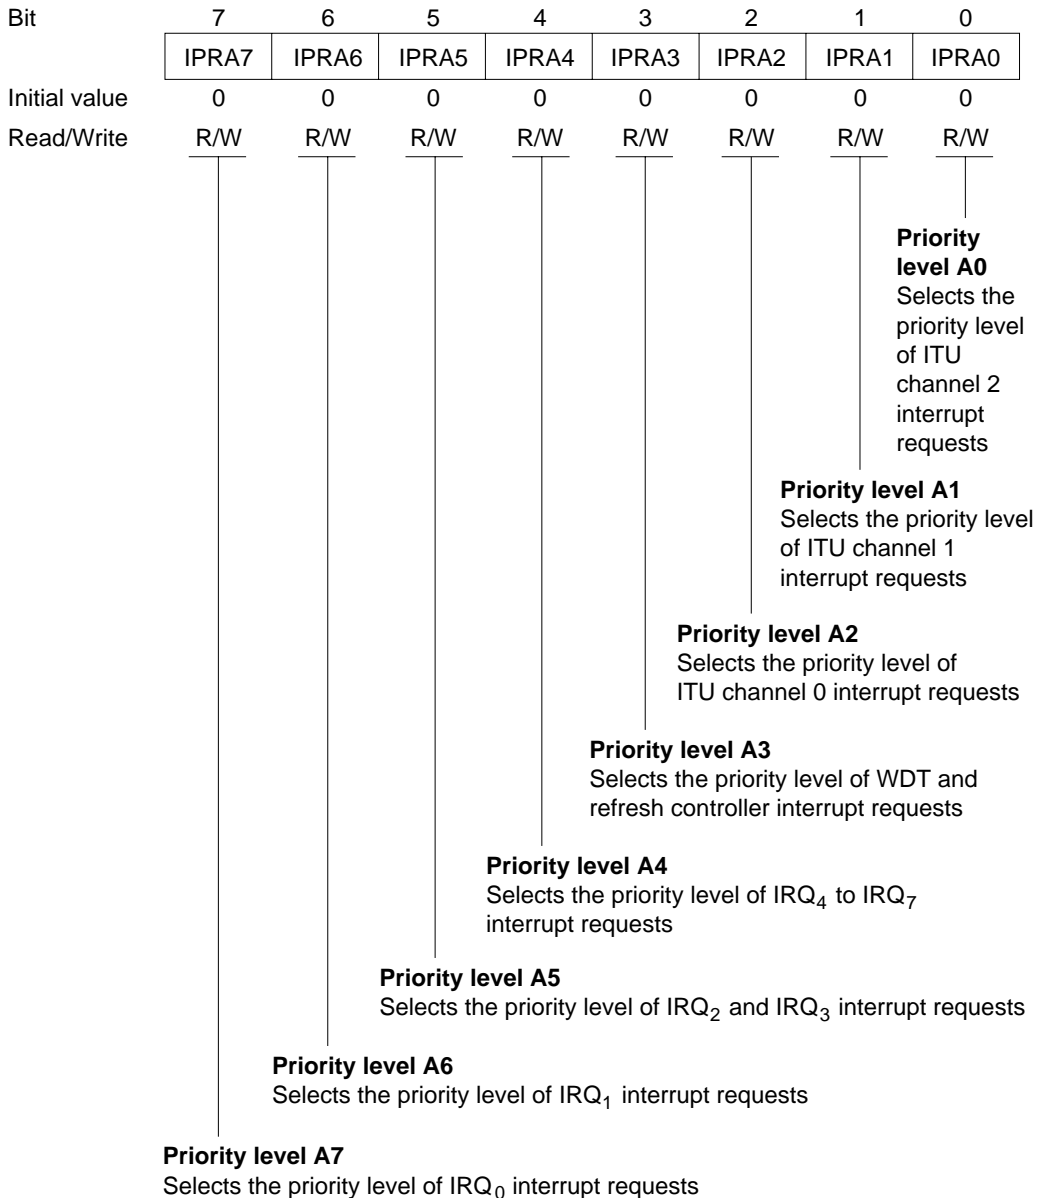 Bit 7 6 5 4 3 2 1 0
IPRA7 IPRA6 IPRA5 IPRA4 IPRA3 IPRA2 IPRA1 IPRA0
Initial value 0 0 0 0 0 0 0 0
Read/Write R/W R/W R/W R/W R/W R/W R/W R/W
Priority
level A0
Selects the
priority level
of ITU
channel 2
interrupt
requests
Priority level A1
Selects the priority level
of ITU channel 1
interrupt requests
Priority level A2
Selects the priority level of
ITU channel 0 interrupt requests
Priority level A3
Selects the priority level of WDT and
refresh controller interrupt requests
Priority level A4
Selects the priority level of IRQ₄ to IRQ₇
interrupt requests
Priority level A5
Selects the priority level of IRQ₂ and IRQ₃ interrupt requests
Priority level A6
Selects the priority level of IRQ₁ interrupt requests
Priority level A7
Selects the priority level of IRQ₀ interrupt requests